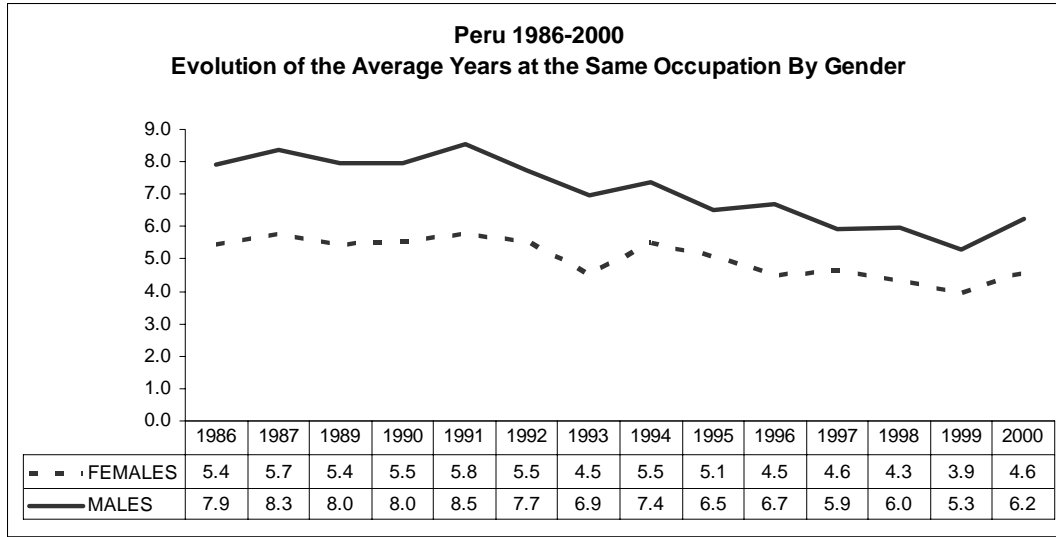 Peru 1986-2000
Evolution of the Average Years at the Same Occupation By Gender
9.0
8.0
7.0
6.0
5.0
4.0
3.0
2.0
1.0
0.0
1986 1987 1989 1990 1991 1992 1993 1994 1995 1996 1997 1998 1999 2000
FEMALES 5.4 5.7 5.4 5.5 5.8 5.5 4.5 5.5 5.1 4.5 4.6 4.3 3.9 4.6
MALES 7.9 8.3 8.0 8.0 8.5 7.7 6.9 7.4 6.5 6.7 5.9 6.0 5.3 6.2